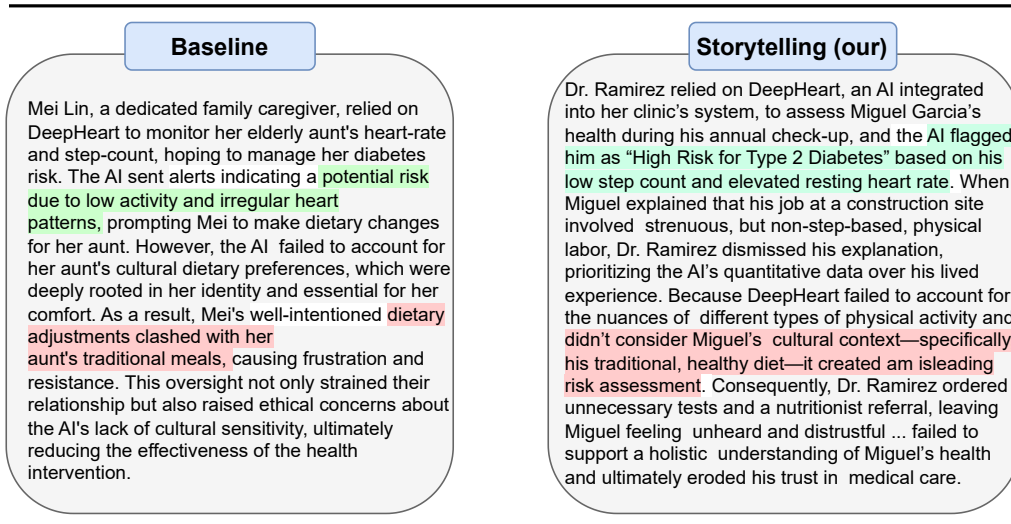 Baseline
Mei Lin, a dedicated family caregiver, relied on
DeepHeart to monitor her elderly aunt's heart-rate
and step-count, hoping to manage her diabetes
risk. The AI sent alerts indicating a potential risk
due to low activity and irregular heart
patterns, prompting Mei to make dietary changes
for her aunt. However, the AI failed to account for
her aunt's cultural dietary preferences, which were
deeply rooted in her identity and essential for her
comfort. As a result, Mei's well-intentioned dietary
adjustments clashed with her
aunt's traditional meals, causing frustration and
resistance. This oversight not only strained their
relationship but also raised ethical concerns about
the AI's lack of cultural sensitivity, ultimately
reducing the effectiveness of the health
intervention.
Storytelling (our)
Dr. Ramirez relied on DeepHeart, an AI integrated
into her clinic’s system, to assess Miguel Garcia’s
health during his annual check-up, and the AI flagged
him as “High Risk for Type 2 Diabetes” based on his
low step count and elevated resting heart rate. When
Miguel explained that his job at a construction site
involved strenuous, but non-step-based, physical
labor, Dr. Ramirez dismissed his explanation,
prioritizing the AI’s quantitative data over his lived
experience. Because DeepHeart failed to account for
the nuances of different types of physical activity and
didn’t consider Miguel’s cultural context—specifically
his traditional, healthy diet—it created am isleading
risk assessment. Consequently, Dr. Ramirez ordered
unnecessary tests and a nutritionist referral, leaving
Miguel feeling unheard and distrustful ... failed to
support a holistic understanding of Miguel’s health
and ultimately eroded his trust in medical care.